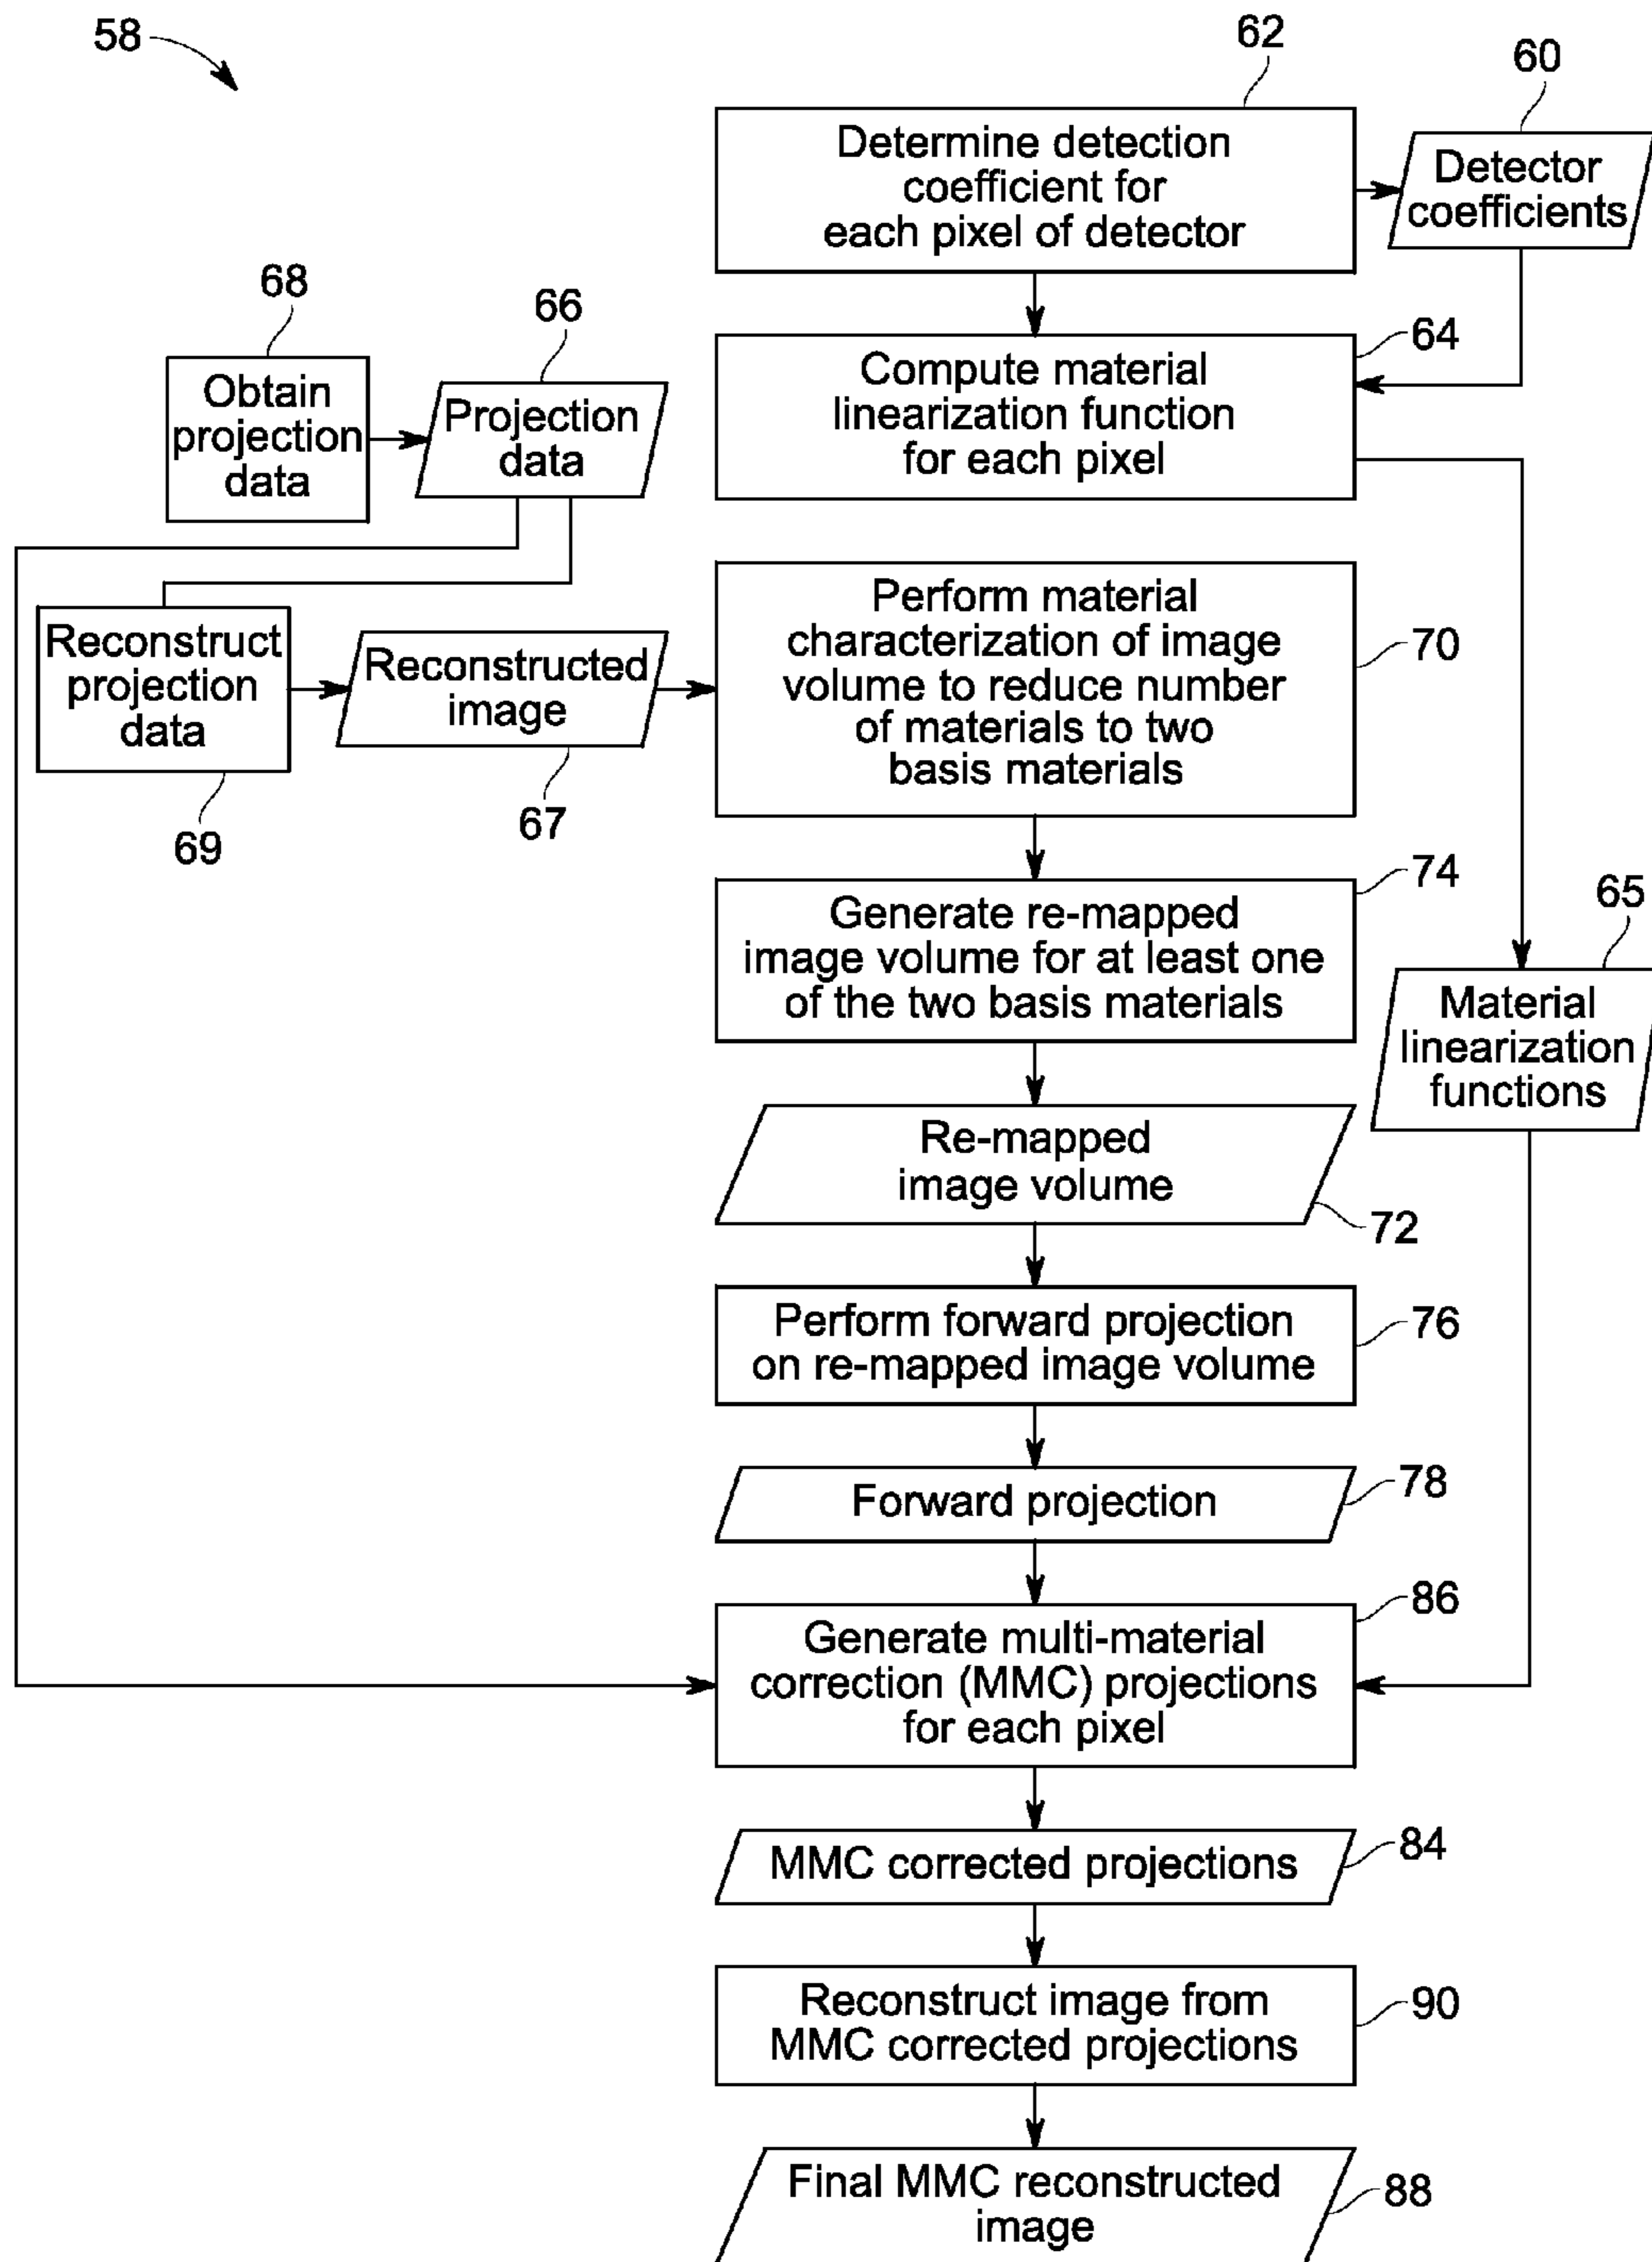 58
62
60
Determine detection
coefficient for
each pixel of detector
Detector
coefficients
68
66
64
Obtain
projection
data
Projection
data
Compute material
linearization function
for each pixel
Reconstruct
projection
data
69
Reconstructed
image
67
Perform material
characterization of image
volume to reduce number
of materials to two
basis materials
70
74
Generate re-mapped
image volume for at least one
of the two basis materials
65
Material
linearization
functions
Re-mapped
image volume
72
Perform forward projection
on re-mapped image volume
76
Forward projection
78
86
Generate multi-material
correction (MMC) projections
for each pixel
MMC corrected projections
84
Reconstruct image from
MMC corrected projections
90
Final MMC reconstructed
image
88